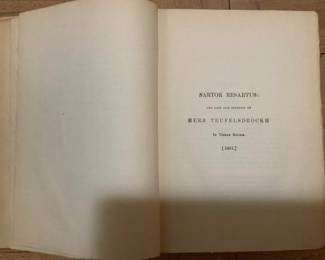 SARTOR RESARTUS:
THE LIFE AND OPINIONS OF
HERR TEUFELSDRÖCKH
IN THREE BOOKS.
[1831.]